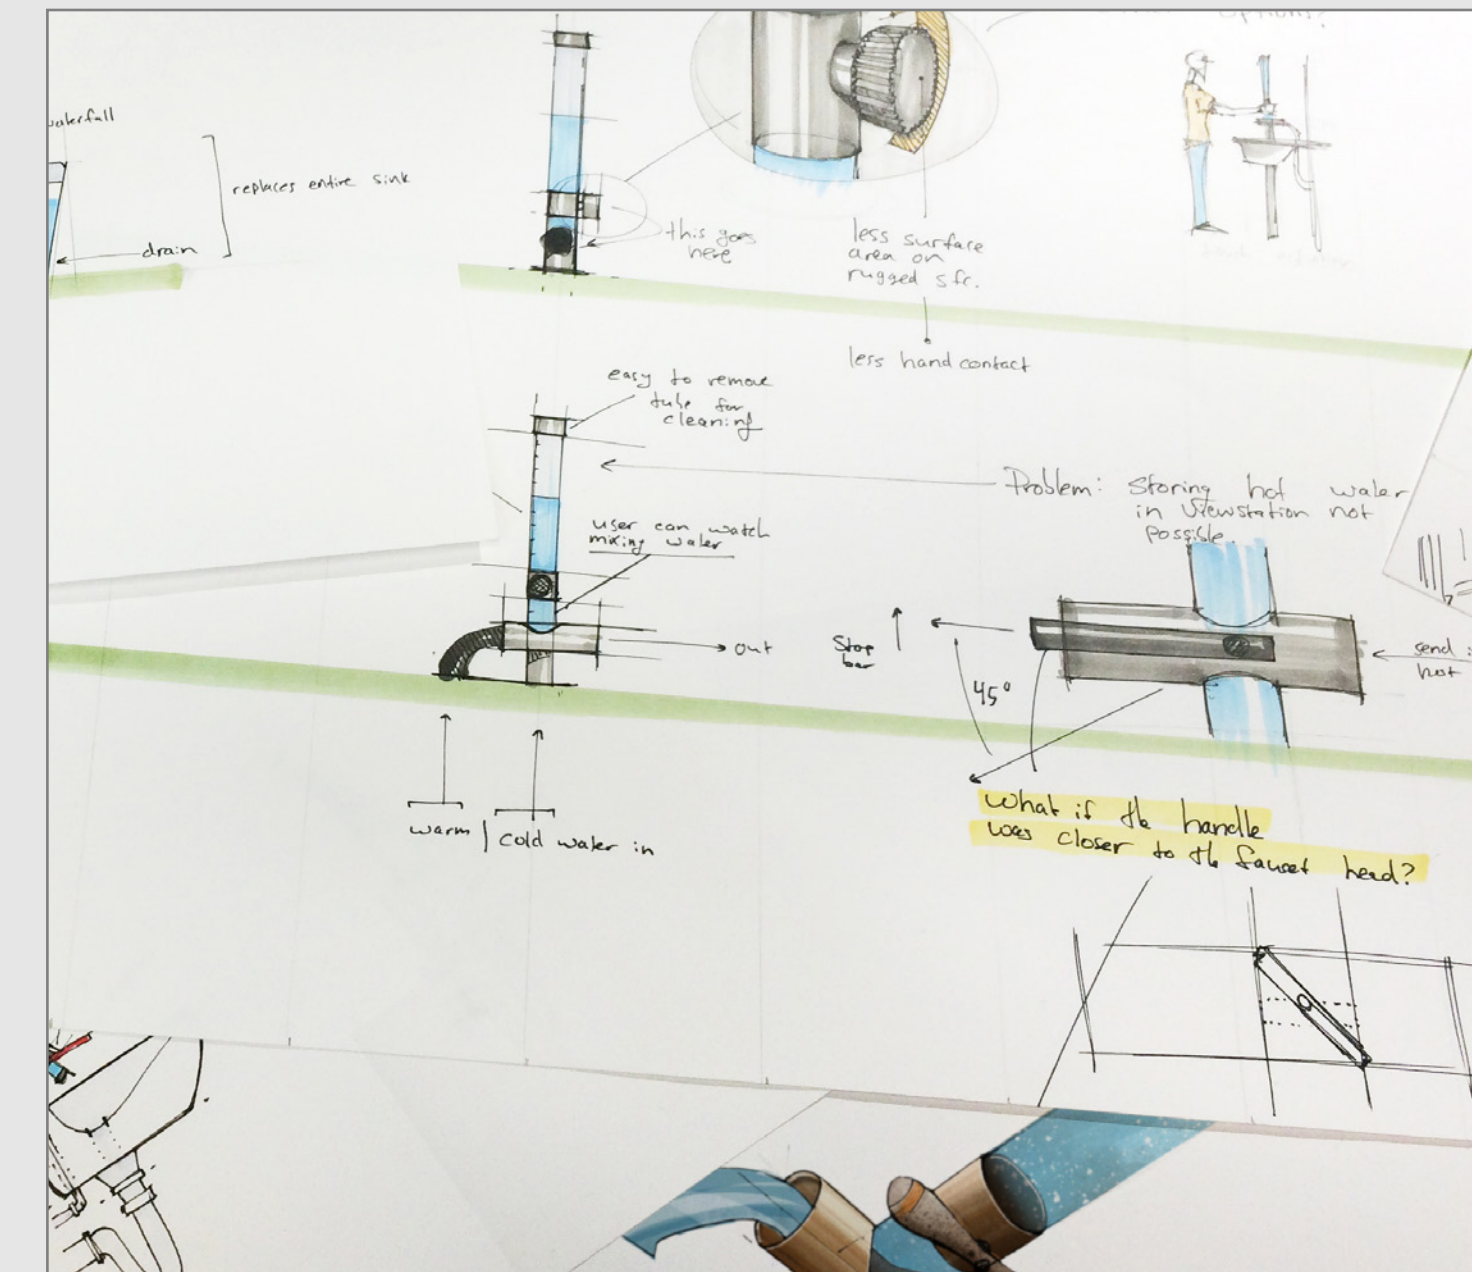 options?
waterfall
replaces entire sink
drain
this goes
here
less surface
area on
rugged sfc.
less hand contact
easy to remove
tube for
cleaning
Problem: Storing hot water
in Viewstation not
possible.
user can watch
mixing water
out
Stop
bar
45°
send
hot
warm | cold water in
What if the handle
was closer to the fauset head?